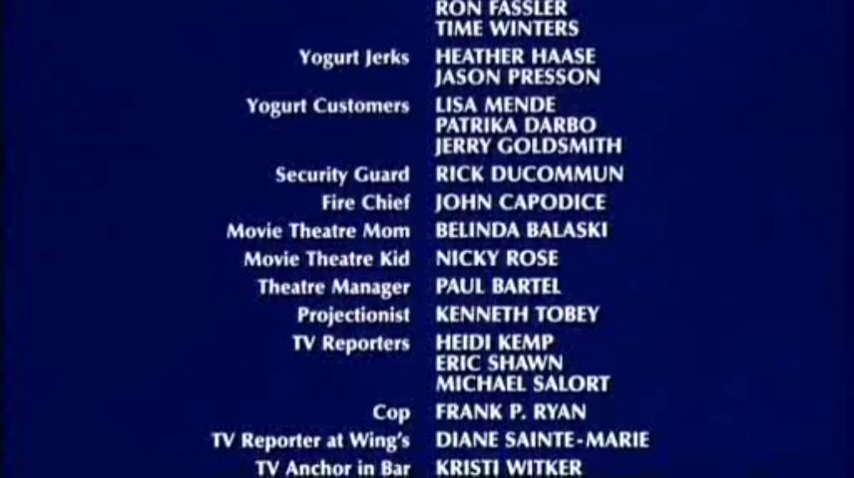 RON FASSLER
TIME WINTERS
Yogurt Jerks HEATHER HAASE
JASON PRESSON
Yogurt Customers LISA MENDE
PATRIKA DARBO
JERRY GOLDSMITH
Security Guard RICK DUCOMMUN
Fire Chief JOHN CAPODICE
Movie Theatre Mom BELINDA BALASKI
Movie Theatre Kid NICKY ROSE
Theatre Manager PAUL BARTEL
Projectionist KENNETH TOBEY
TV Reporters HEIDI KEMP
ERIC SHAWN
MICHAEL SALORT
Cop FRANK P. RYAN
TV Reporter at Wing's DIANE SAINTE-MARIE
TV Anchor in Bar KRISTI WITKER